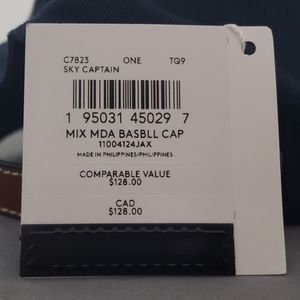 C7823 ONE TQ9
SKY CAPTAIN
1 95031 45029 7
MIX MDA BASBLL CAP
11004124JAX
MADE IN PHILIPPINES/PHILIPPINES
COMPARABLE VALUE
$128.00
CAD
$128.00